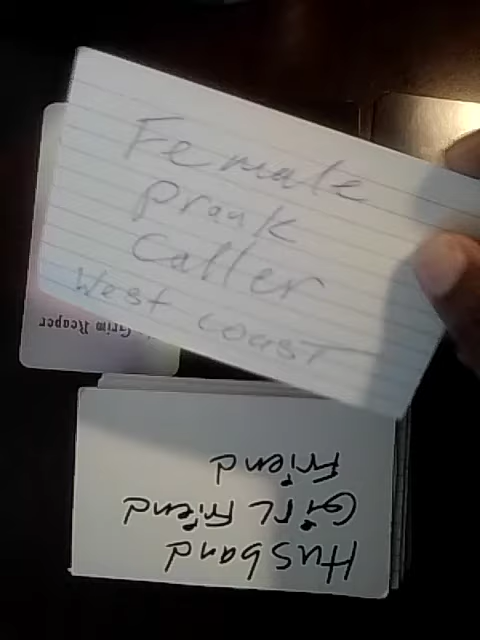 Female
Prank
Caller
West coast
Grim Reaper
Husband
GirL Friend
Friend